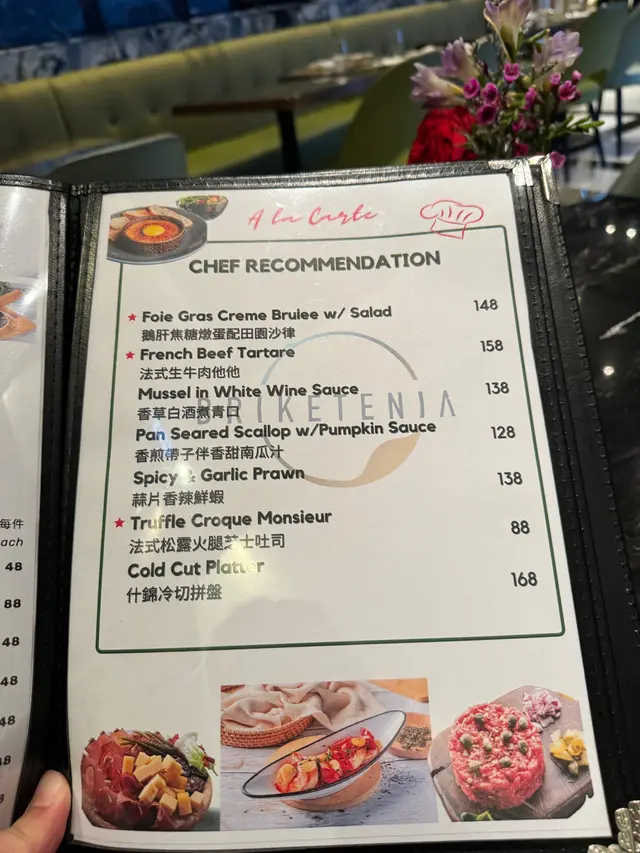 A la Carte
CHEF RECOMMENDATION
Foie Gras Creme Brulee w/ Salad 148
鵝肝焦糖燉蛋配田園沙律
French Beef Tartare 158
法式生牛肉他他
Mussel in White Wine Sauce 138
香草白酒煮青口
BRIKETENIA
Pan Seared Scallop w/Pumpkin Sauce 128
香煎帶子伴香甜南瓜汁
Spicy & Garlic Prawn 138
蒜片香辣鮮蝦
Truffle Croque Monsieur 88
法式松露火腿芝士吐司
Cold Cut Platter 168
什錦冷切拼盤
每件
each
48
88
48
48
48
48